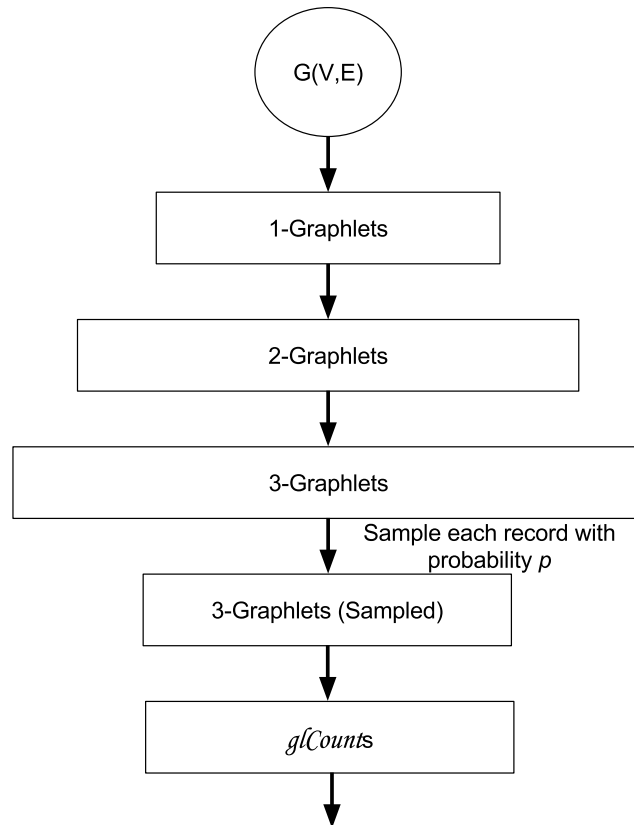 G(V,E)
1-Graphlets
2-Graphlets
3-Graphlets
Sample each record with
probability p
3-Graphlets (Sampled)
glCounts